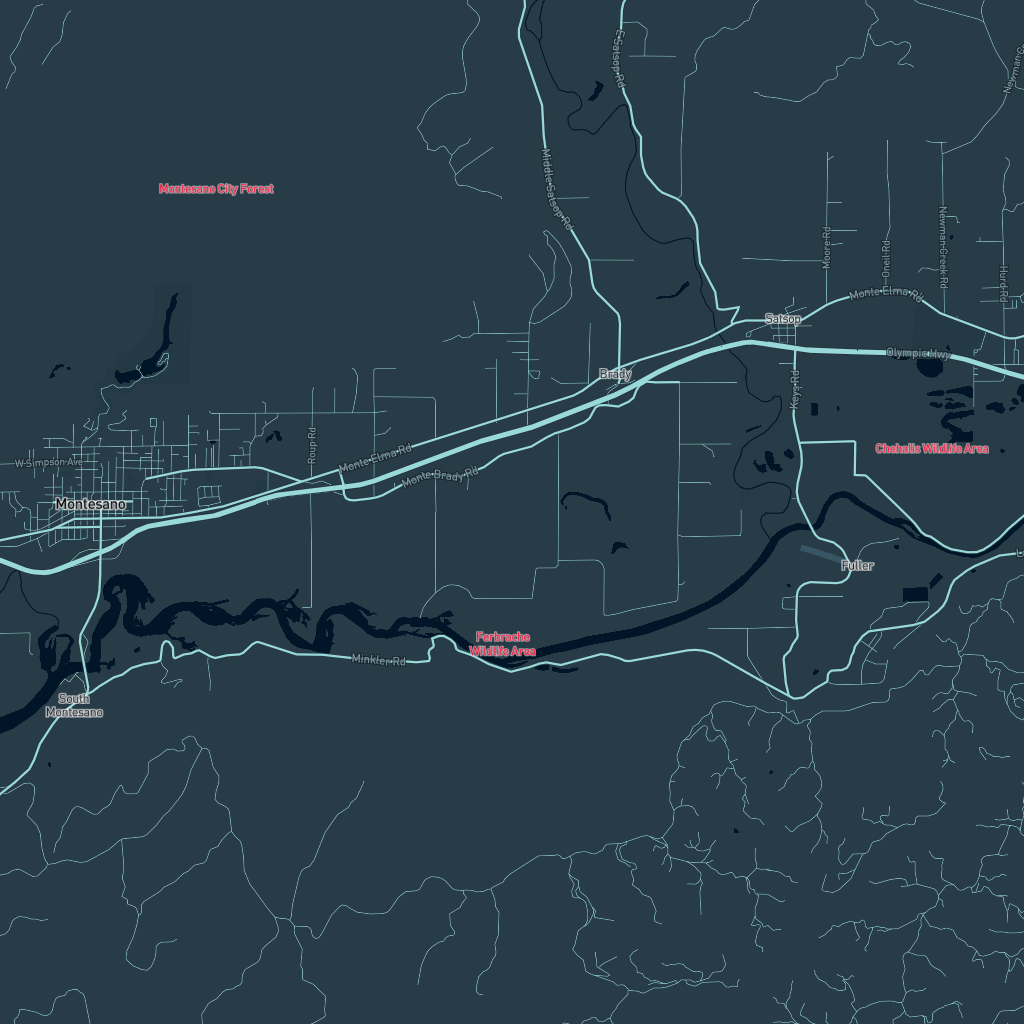 E Satsop Rd
Middle Satsop Rd
Montesano City Forest
Moore Rd
Oneil Rd
Newman Creek Rd
Hurd Rd
Monte Elma Rd
Satsop
Olympic Hwy
Brady
Keys Rd
Roup Rd
Monte Elma Rd
Chehalis Wildlife Area
W Simpson Ave
Monte Brady Rd
Montesano
Fuller
Ferbrache
Wildlife Area
Minkler Rd
South
Montesano